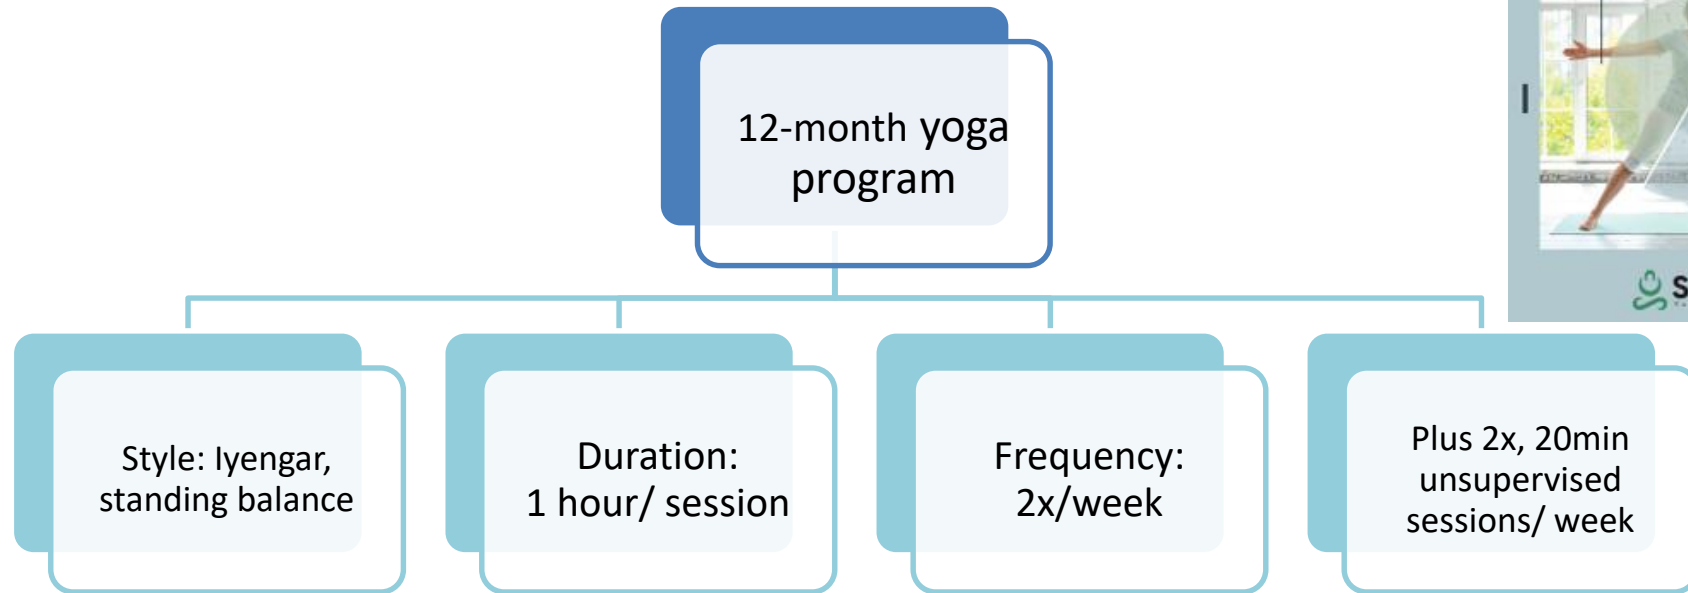 12-month yoga
program
Style: Iyengar,
standing balance
Duration:
1 hour/ session
Frequency:
2x/week
Plus 2x, 20min
unsupervised
sessions/ week